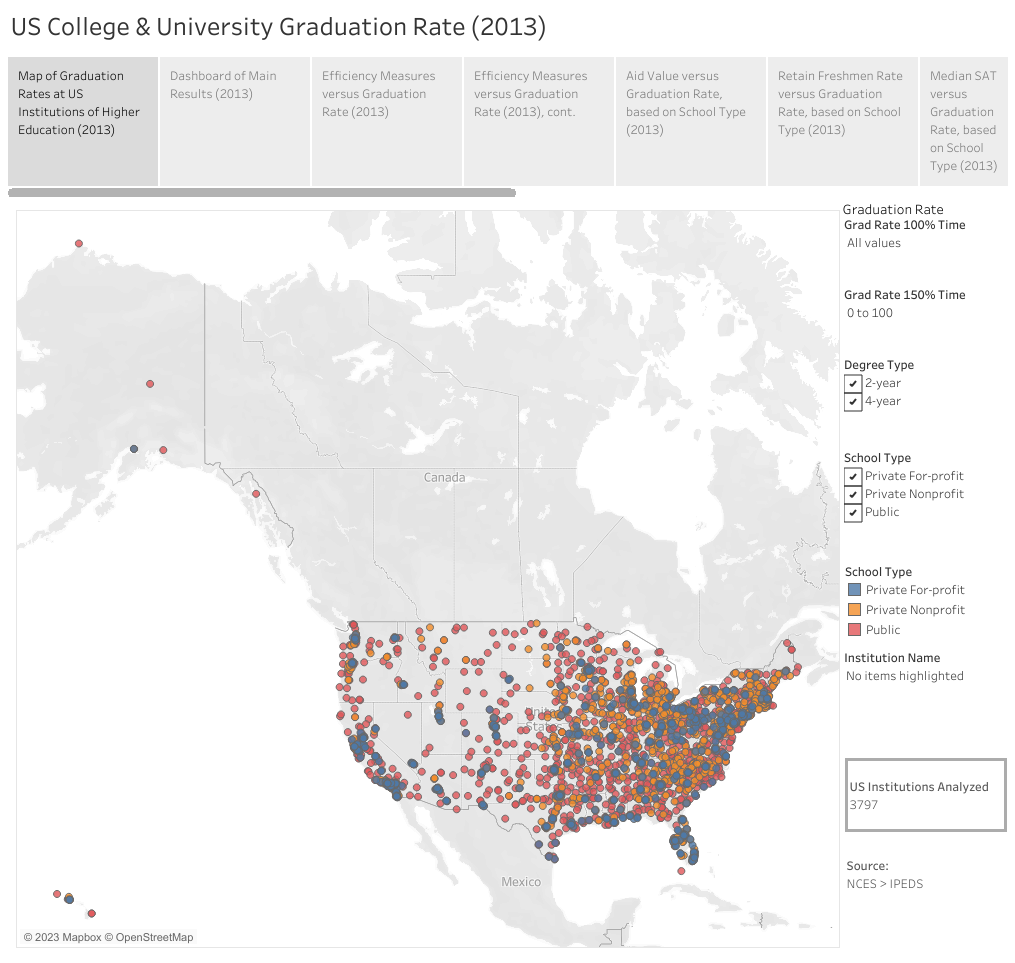 US College & University Graduation Rate (2013)
Map of Graduation
Rates at US
Institutions of Higher
Education (2013)
Dashboard of Main
Results (2013)
Efficiency Measures
versus Graduation
Rate (2013)
Efficiency Measures
versus Graduation
Rate (2013), cont.
Aid Value versus
Graduation Rate,
based on School Type
(2013)
Retain Freshmen Rate
versus Graduation
Rate, based on School
Type (2013)
Median SAT
versus
Graduation
Rate, based
on School
Type (2013)
Graduation Rate
Grad Rate 100% Time
All values
Grad Rate 150% Time
0 to 100
Degree Type
2-year
4-year
School Type
Private For-profit
Private Nonprofit
Public
School Type
Private For-profit
Private Nonprofit
Public
Institution Name
No items highlighted
US Institutions Analyzed
3797
Source:
NCES > IPEDS
Canada
United
States
Mexico
© 2023 Mapbox © OpenStreetMap